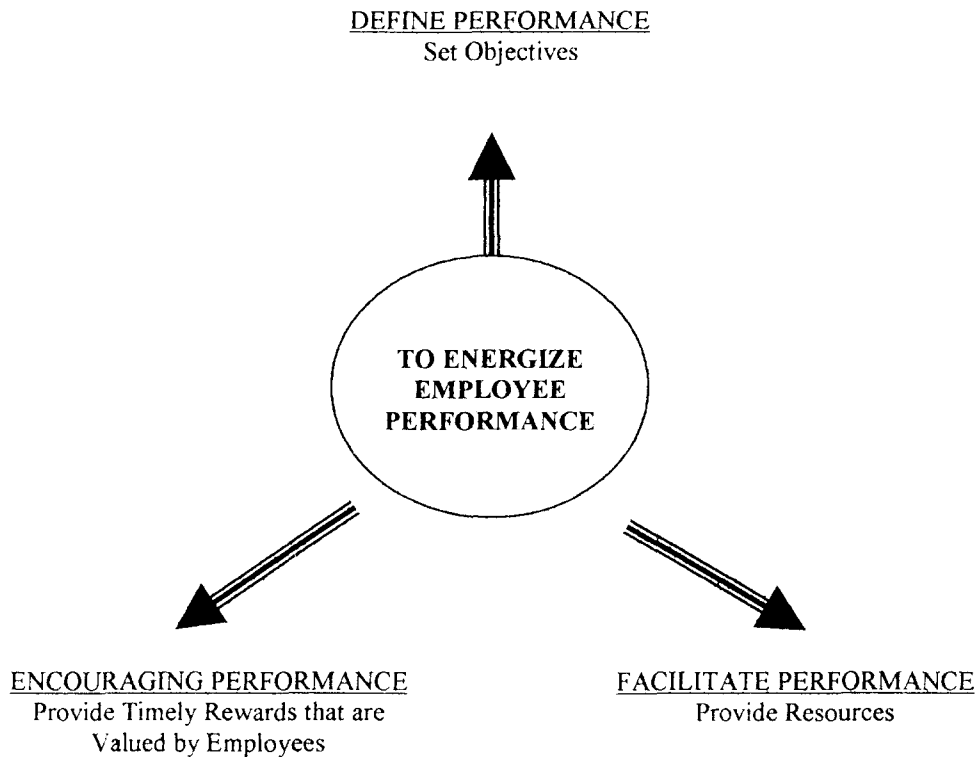 DEFINE PERFORMANCE
Set Objectives
TO ENERGIZE
EMPLOYEE
PERFORMANCE
ENCOURAGING PERFORMANCE
Provide Timely Rewards that are
Valued by Employees
FACILITATE PERFORMANCE
Provide Resources